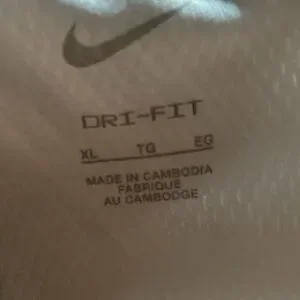 DRI-FIT
XL TG EG
MADE IN CAMBODIA
FABRIQUÉ
AU CAMBODGE